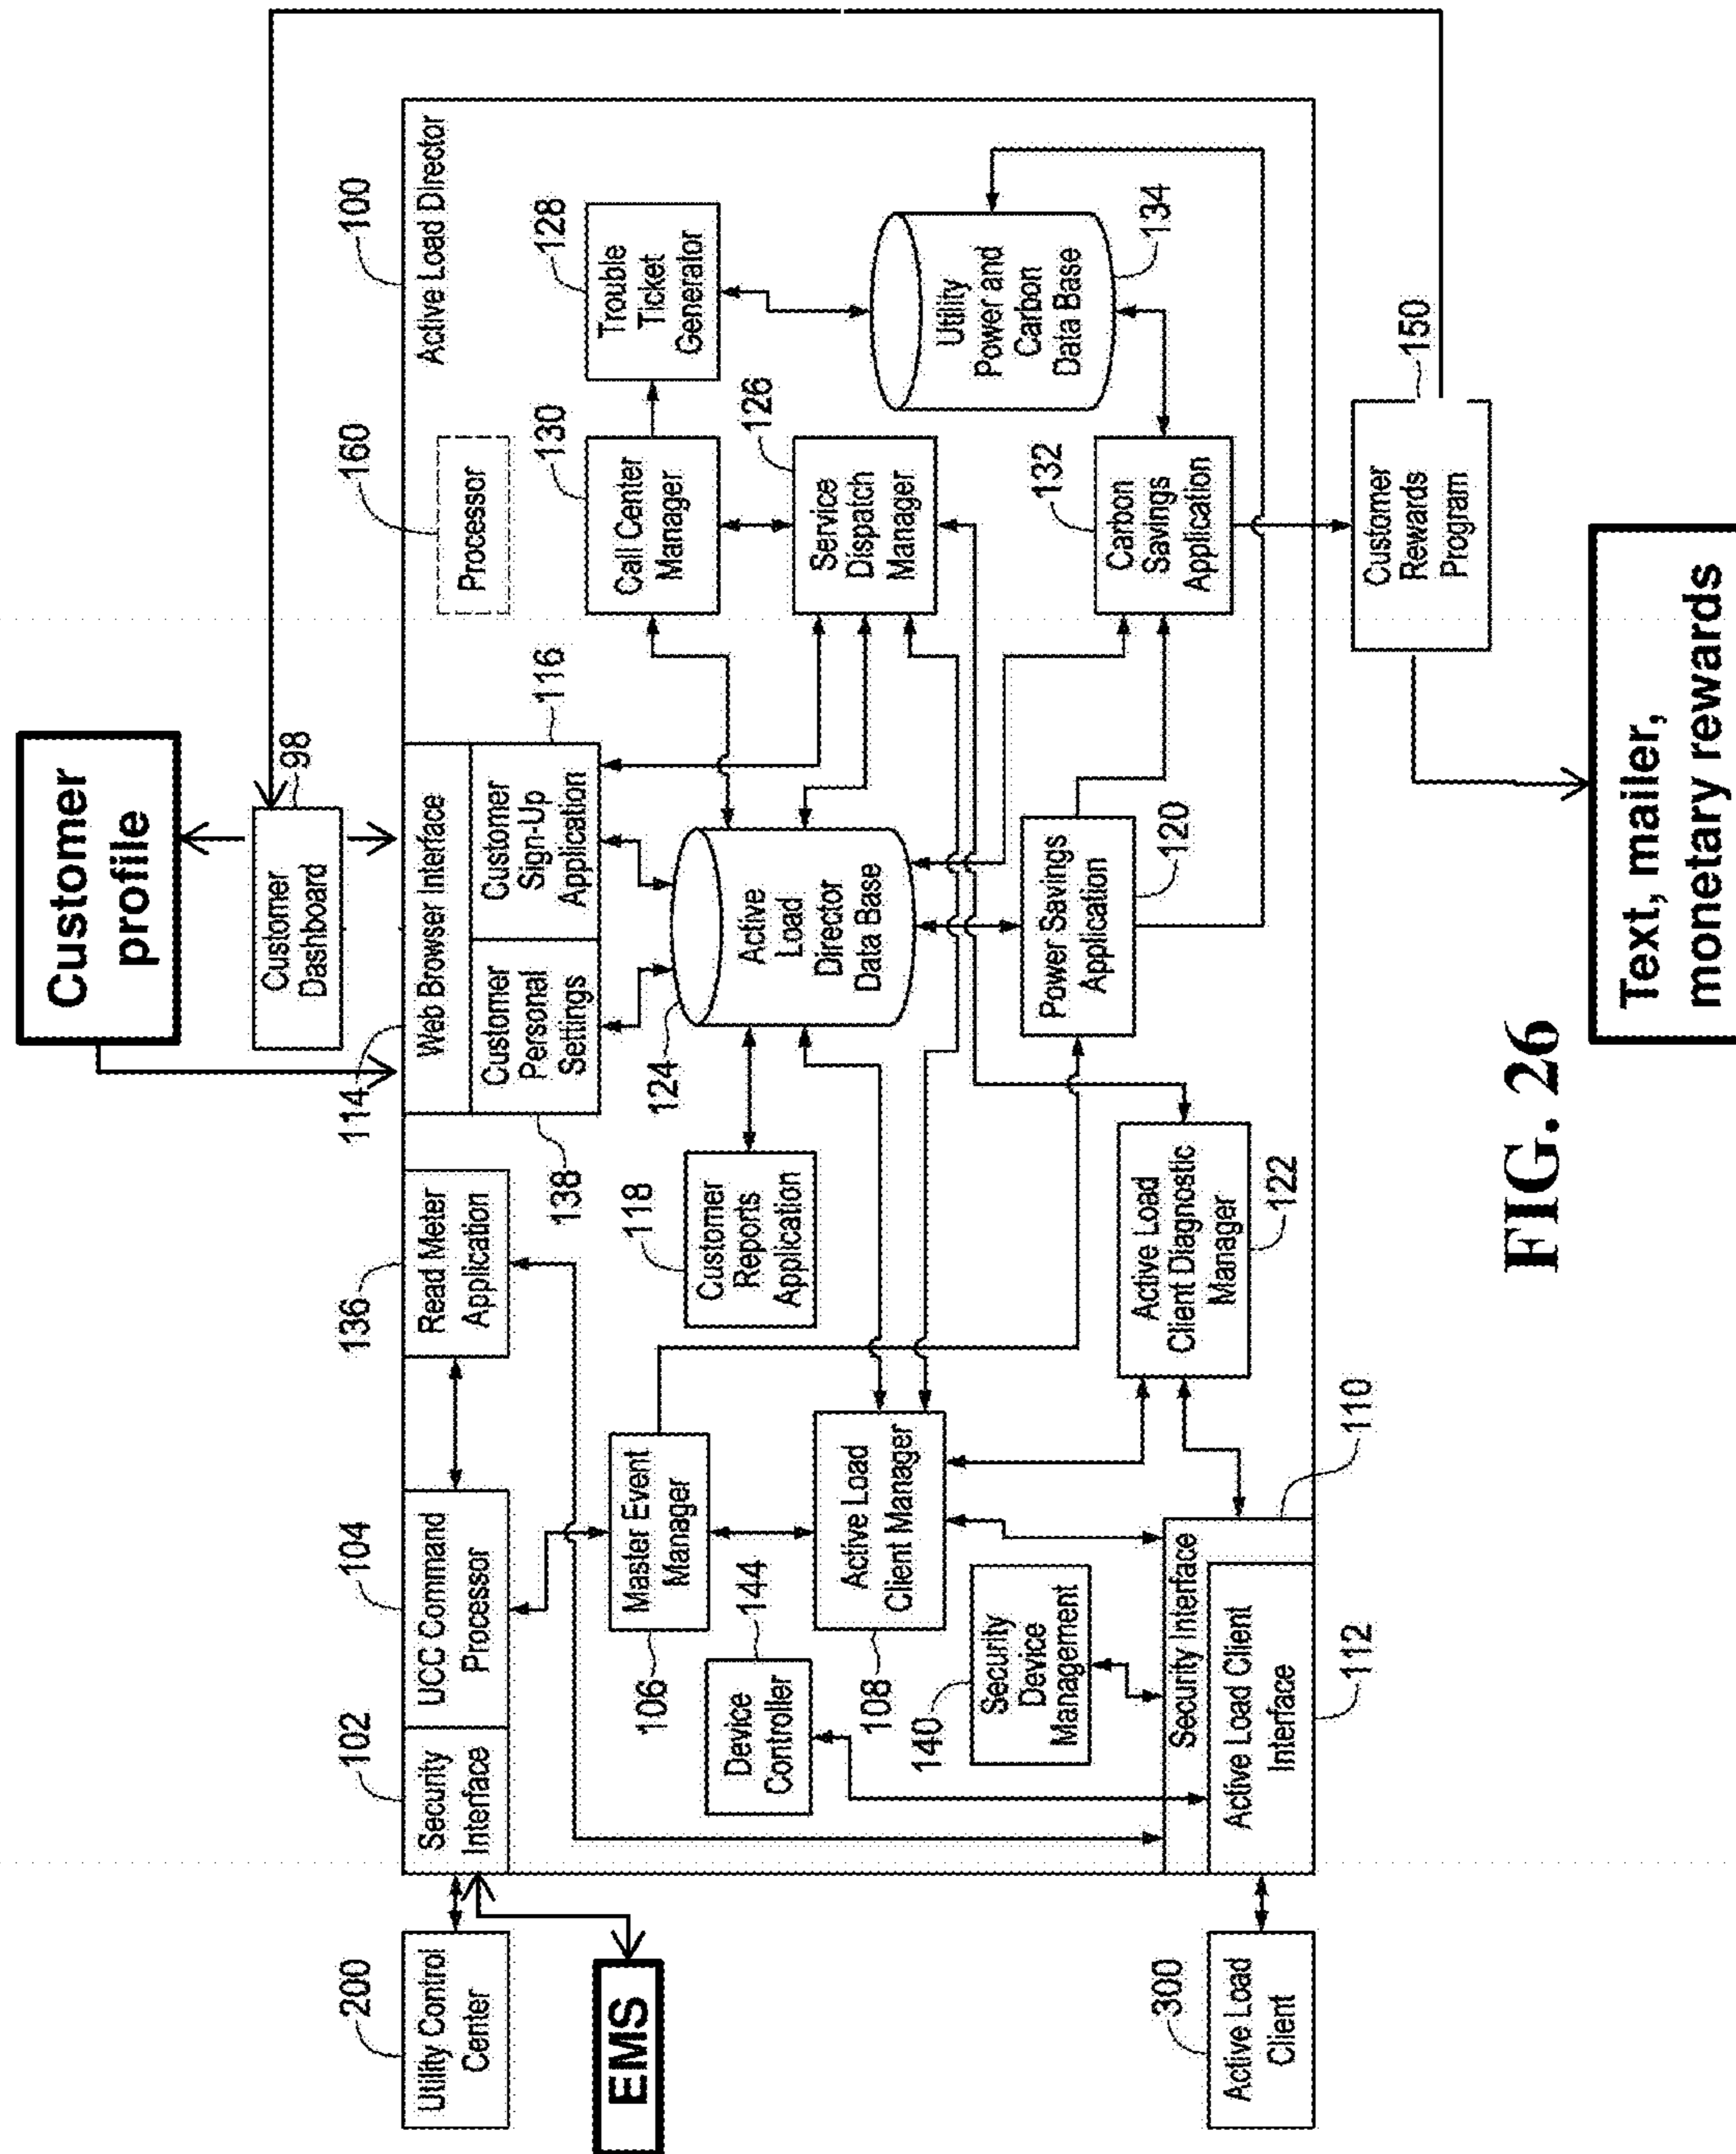 Customer
profile
98
Customer
Dashboard
200
Utility Control
Center
EMS
300
Active Load
Client
100
Active Load Director
102
Security
Interface
104
UCC Command
Processor
136
Read Meter
Application
114
Web Browser Interface
Customer
Personal
Settings
138
Customer
Sign-Up
Application
116
160
Processor
106
Master Event
Manager
144
Device
Controller
108
Active Load
Client Manager
140
Security
Device
Management
Security Interface
110
Active Load Client
Interface
112
118
Customer
Reports
Application
124
Active
Load
Director
Data Base
130
Call Center
Manager
128
Trouble
Ticket
Generator
126
Service
Dispatch
Manager
Utility
Power and
Carbon
Data Base
134
Power Savings
Application
120
132
Carbon
Savings
Application
Active Load
Client Diagnostic
Manager
122
150
Customer
Rewards
Program
Text, mailer,
monetary rewards
FIG. 26